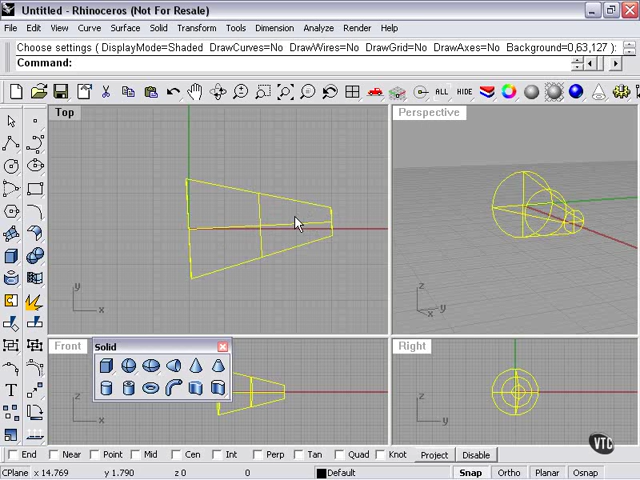 Untitled - Rhinoceros (Not For Resale)
File Edit View Curve Surface Solid Transform Tools Dimension Analyze Render Help
Choose settings ( DisplayMode=Shaded DrawCurves=No DrawWires=No DrawGrid=No DrawAxes=No Background=0,63,127 ):
Command:
ALL HIDE
Top
Perspective
y
x
z
y
x
Front
Right
Solid
z
x
z
y
T
VTC
End Near Point Mid Cen Int Perp Tan Quad Knot Project Disable
CPlane x 14.769 y 1.790 z 0 0 Default Snap Ortho Planar Osnap